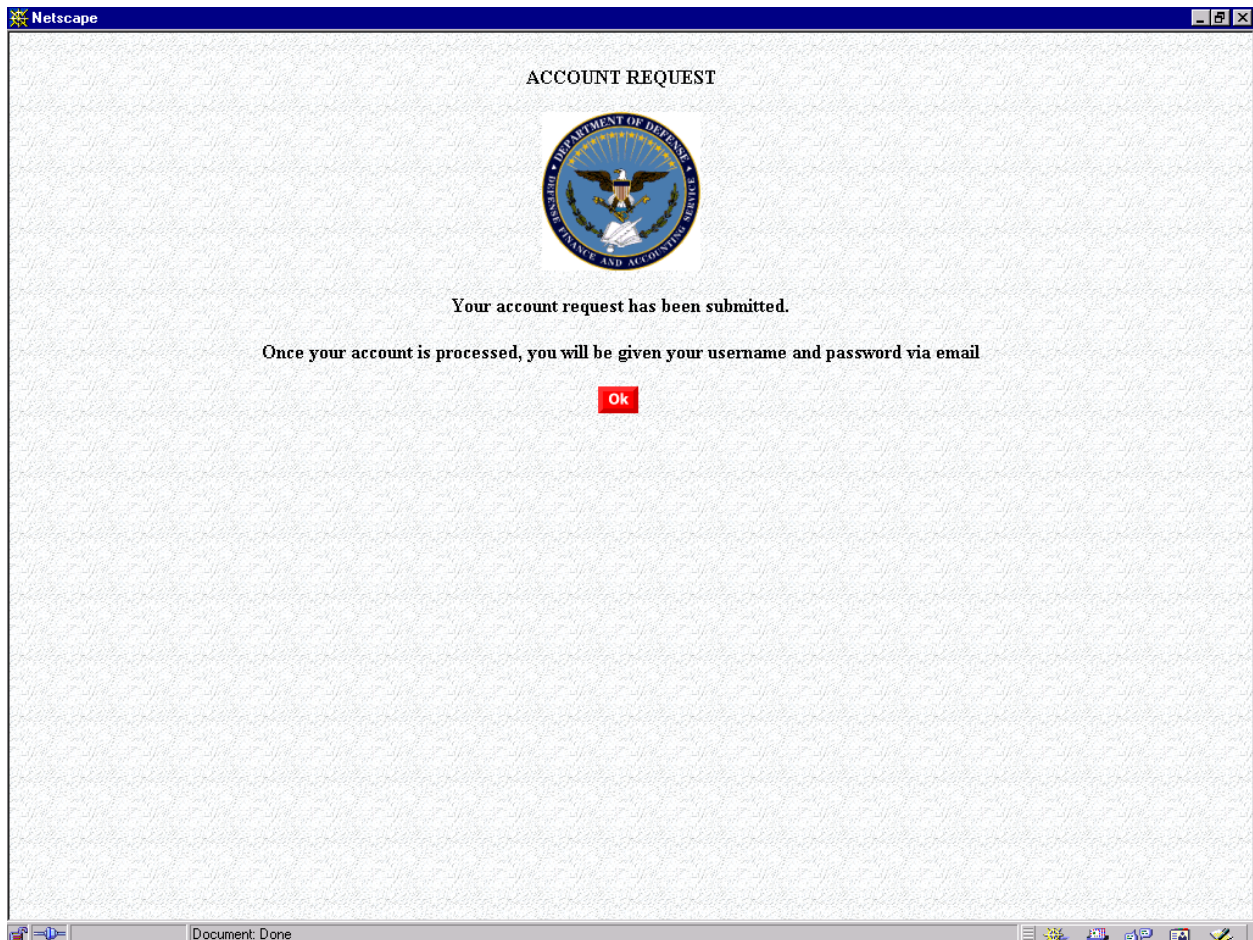 Netscape
ACCOUNT REQUEST
DEPARTMENT OF DEFENSE
DEFENSE FINANCE AND ACCOUNTING SERVICE
Your account request has been submitted.
Once your account is processed, you will be given your username and password via email
Ok
Document: Done